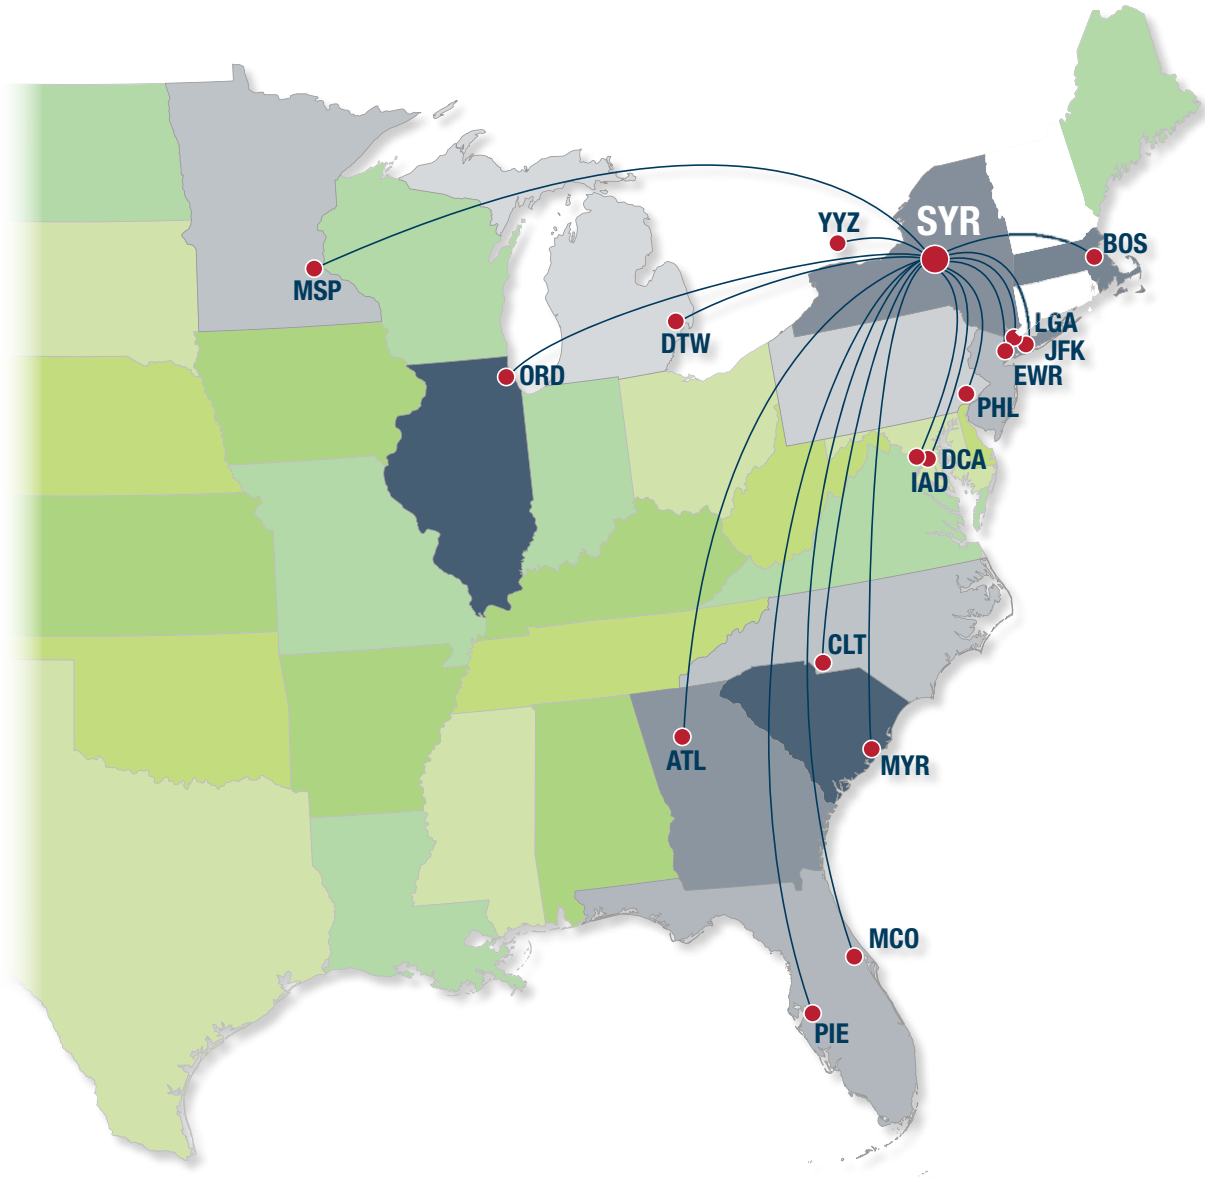 YYZ
SYR
BOS
MSP
LGA
DTW
JFK
ORD
EWR
PHL
DCA
IAD
CLT
ATL
MYR
MCO
PIE